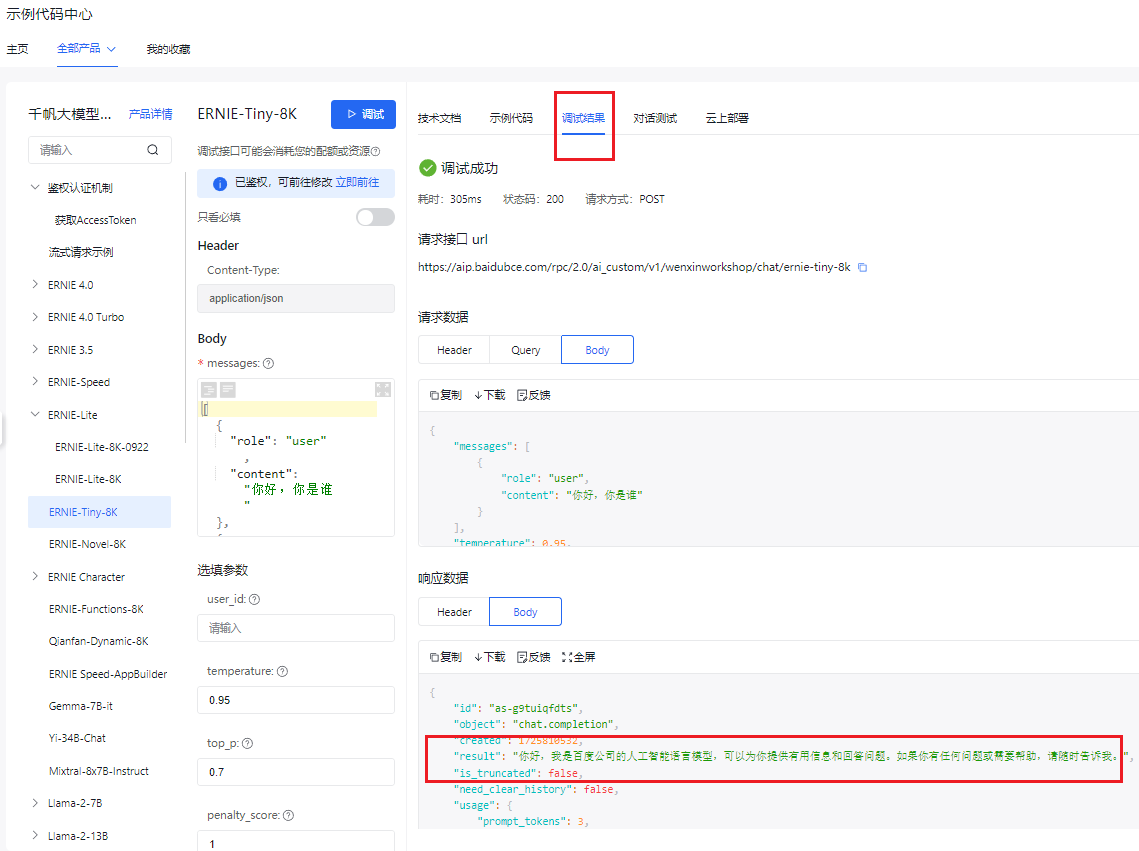 示例代码中心
主页
全部产品
我的收藏
千帆大模型...
产品详情
请输入
鉴权认证机制
获取AccessToken
流式请求示例
ERNIE 4.0
ERNIE 4.0 Turbo
ERNIE 3.5
ERNIE-Speed
ERNIE-Lite
ERNIE-Lite-8K-0922
ERNIE-Lite-8K
ERNIE-Tiny-8K
ERNIE-Novel-8K
ERNIE Character
ERNIE-Functions-8K
Qianfan-Dynamic-8K
ERNIE Speed-AppBuilder
Gemma-7B-it
Yi-34B-Chat
Mixtral-8x7B-Instruct
Llama-2-7B
Llama-2-13B
ERNIE-Tiny-8K
调试
调试接口可能会消耗您的配额或资源
已鉴权，可前往修改 立即前往
只看必填
Header
Content-Type:
application/json
Body
* messages:
[
{
"role": "user"
,
"content":
"你好，你是谁
"
},
选填参数
user_id:
请输入
temperature:
0.95
top_p:
0.7
penalty_score:
1
技术文档
示例代码
调试结果
对话测试
云上部署
调试成功
耗时: 305ms 状态码: 200 请求方式: POST
请求接口 url
https://aip.baidubce.com/rpc/2.0/ai_custom/v1/wenxinworkshop/chat/ernie-tiny-8k
请求数据
Header
Query
Body
复制 下载 反馈
{
"messages": [
{
"role": "user",
"content": "你好，你是谁"
}
],
"temperature": 0.95,
响应数据
Header
Body
复制 下载 反馈 全屏
{
"id": "as-g9tuiqfdts",
"object": "chat.completion",
"created": 1725810532,
"result": "你好，我是百度公司的人工智能语言模型，可以为你提供有用信息和回答问题。如果你有任何问题或需要帮助，请随时告诉我。",
"is_truncated": false,
"need_clear_history": false,
"usage": {
"prompt_tokens": 3,